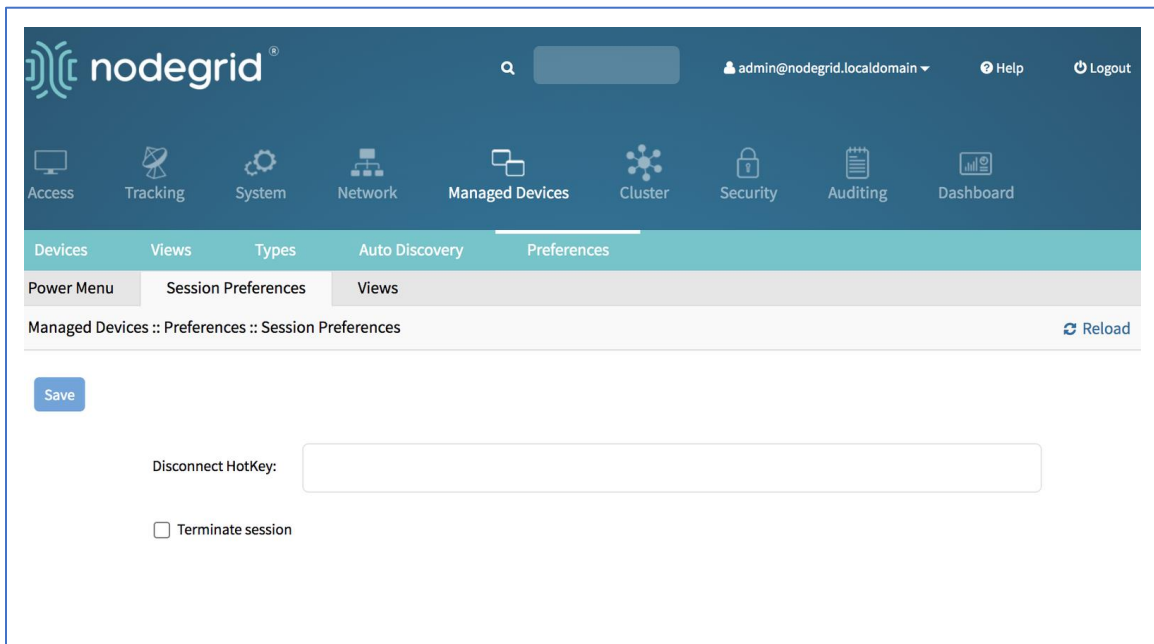 nodegrid®
admin@nodegrid.localdomain Help Logout
Access Tracking System Network Managed Devices Cluster Security Auditing Dashboard
Devices Views Types Auto Discovery Preferences
Power Menu Session Preferences Views
Managed Devices :: Preferences :: Session Preferences Reload
Save
Disconnect HotKey:
Terminate session